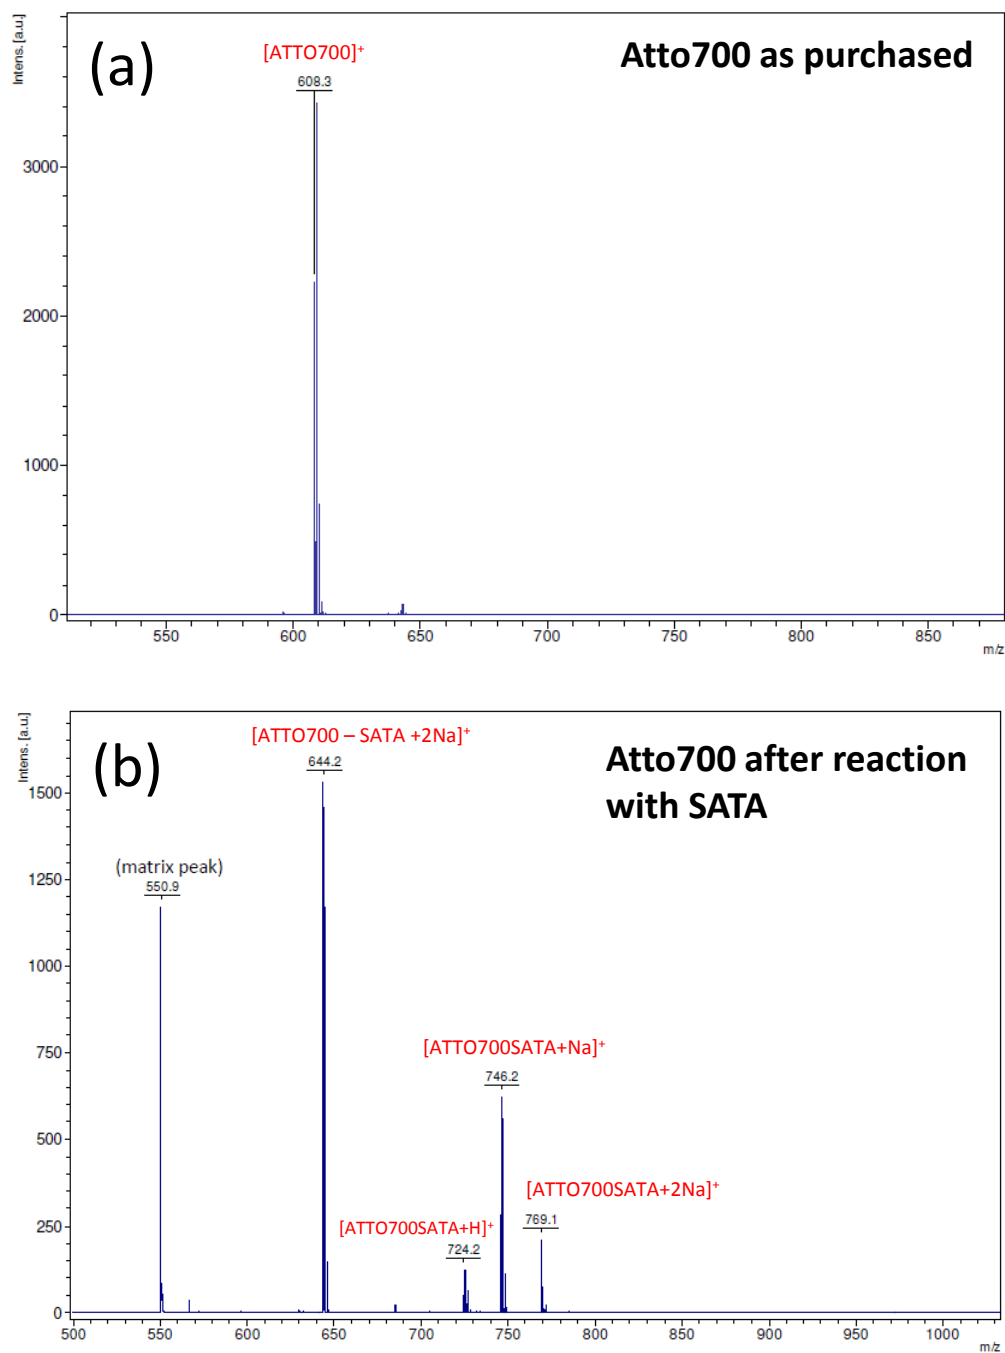 (a)
Atto700 as purchased
[ATTO700]⁺
608.3
Intens. [a.u.]
3000
2000
1000
0
550
600
650
700
750
800
850
m/z
(b)
Atto700 after reaction
with SATA
[ATTO700 – SATA +2Na]⁺
644.2
(matrix peak)
550.9
[ATTO700SATA+Na]⁺
746.2
[ATTO700SATA+2Na]⁺
769.1
[ATTO700SATA+H]⁺
724.2
Intens. [a.u.]
1500
1250
1000
750
500
250
0
500
550
600
650
700
750
800
850
900
950
1000
m/z